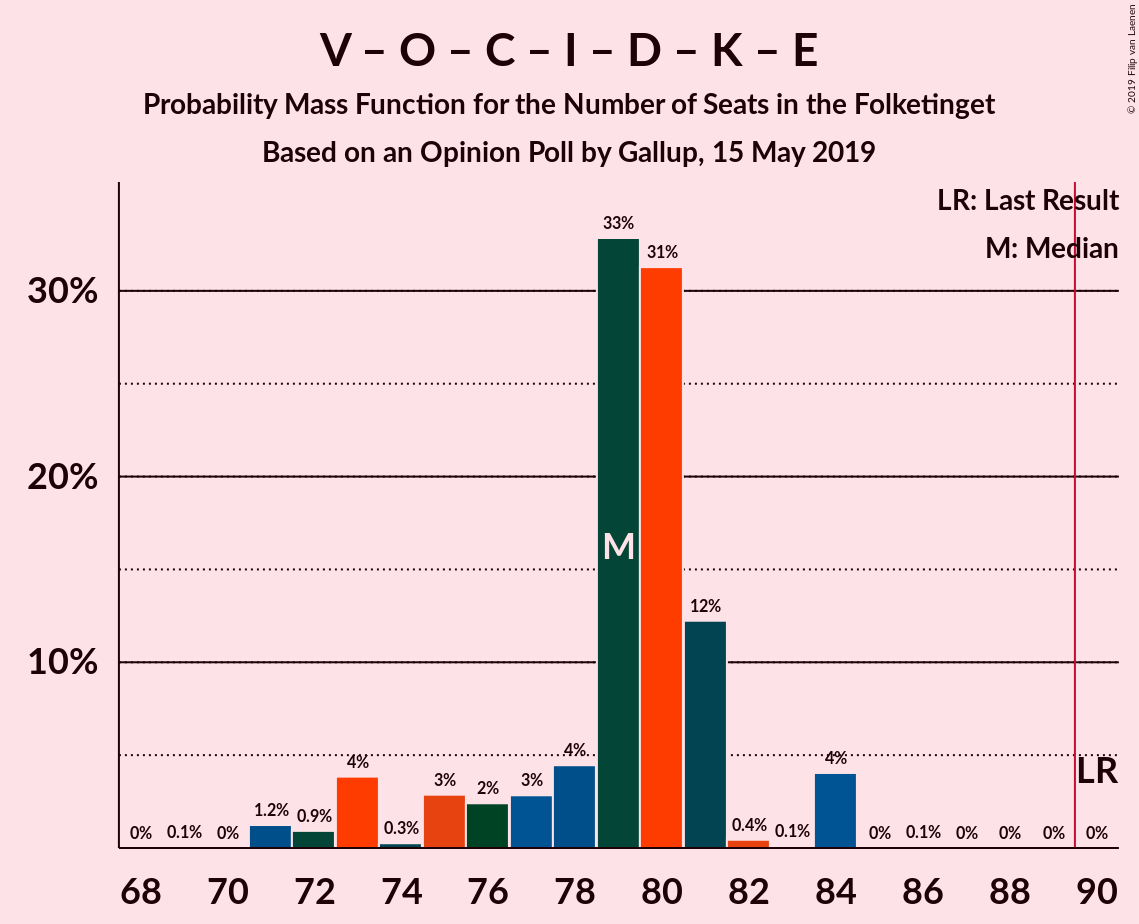 V – O – C – I – D – K – E
Probability Mass Function for the Number of Seats in the Folketinget
Based on an Opinion Poll by Gallup, 15 May 2019
© 2019 Filip van Laenen
LR: Last Result
M: Median
30%
20%
10%
0% 0.1% 0% 1.2% 0.9% 4% 0.3% 3% 2% 3% 4% 33% 31% 12% 0.4% 0.1% 4% 0% 0.1% 0% 0% 0% 0%
M
LR
68 70 72 74 76 78 80 82 84 86 88 90